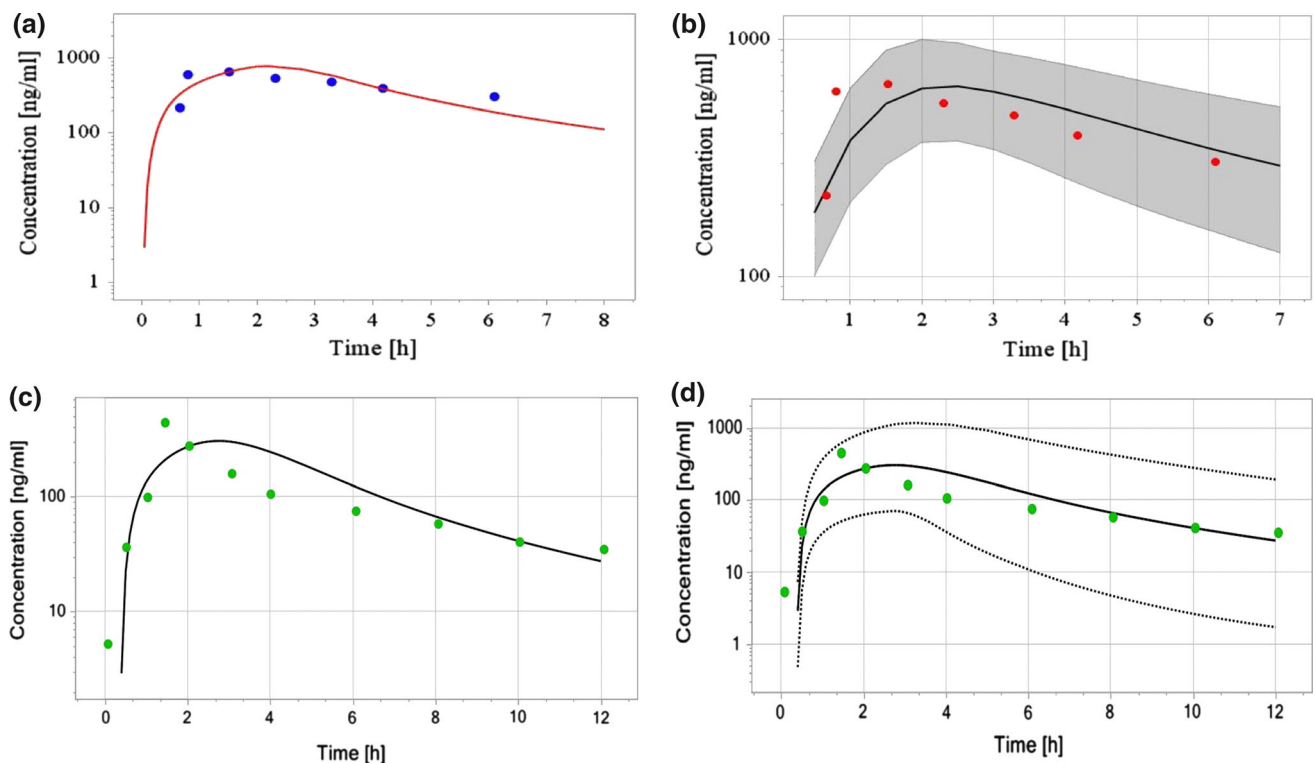 (a)
Concentration [ng/ml]
1000
100
10
1
0 1 2 3 4 5 6 7 8
Time [h]
(b)
Concentration [ng/ml]
1000
100
1 2 3 4 5 6 7
Time [h]
(c)
Concentration [ng/ml]
100
10
0 2 4 6 8 10 12
Time [h]
(d)
Concentration [ng/ml]
1000
100
10
1
0 2 4 6 8 10 12
Time [h]